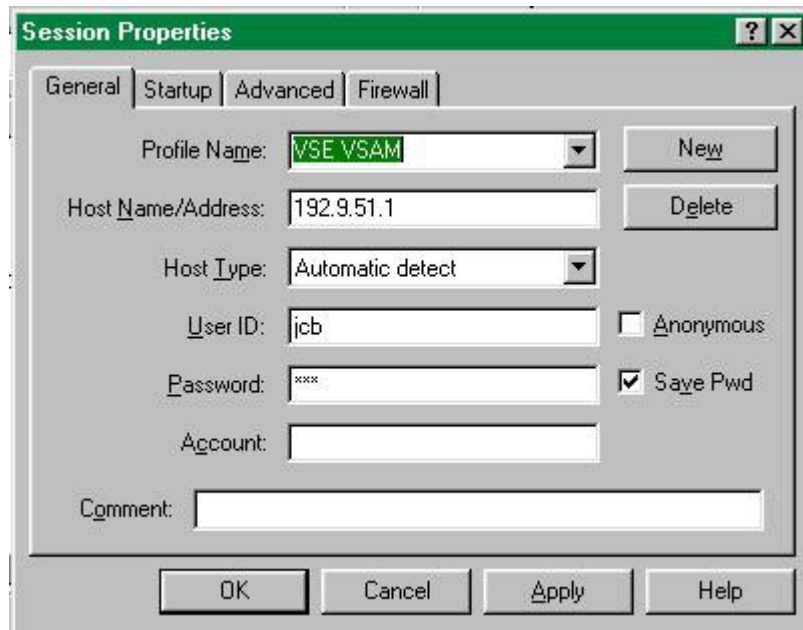 Session Properties
General Startup Advanced Firewall
Profile Name: VSE VSAM New
Host Name/Address: 192.9.51.1 Delete
Host Type: Automatic detect
User ID: jcb Anonymous
Password: *** Save Pwd
Account:
Comment:
OK Cancel Apply Help